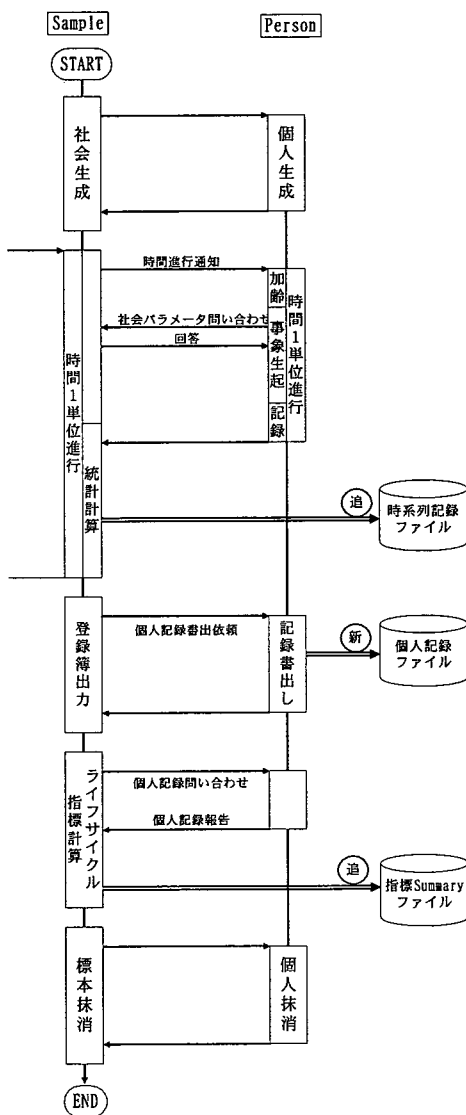 Sample
Person
START
社会生成
個人生成
時間進行通知
加齢
社会パラメータ問い合わせ
事象生起
時間1単位進行
回答
記録
時間1単位進行
統計計算
追
時系列記録
ファイル
登録簿出力
個人記録書出依頼
記録書出し
新
個人記録
ファイル
ライフサイクル
指標計算
個人記録問い合わせ
個人記録報告
追
指標Summary
ファイル
標本抹消
個人抹消
END